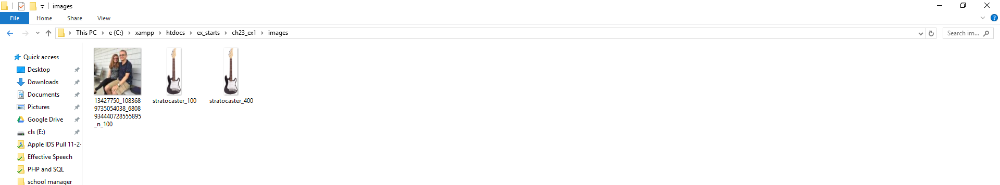 images
File Home Share View
This PC e (C:) xampp htdocs ex_starts ch23_ex1 images
Search im...
Quick access
Desktop
Downloads
Documents
Pictures
Google Drive
cls (E:)
Apple IDS Pull 11-2-
Effective Speech
PHP and SQL
school manager
13427750_108368
9735054038_6808
934440728555895
_n_100
stratocaster_100
stratocaster_400